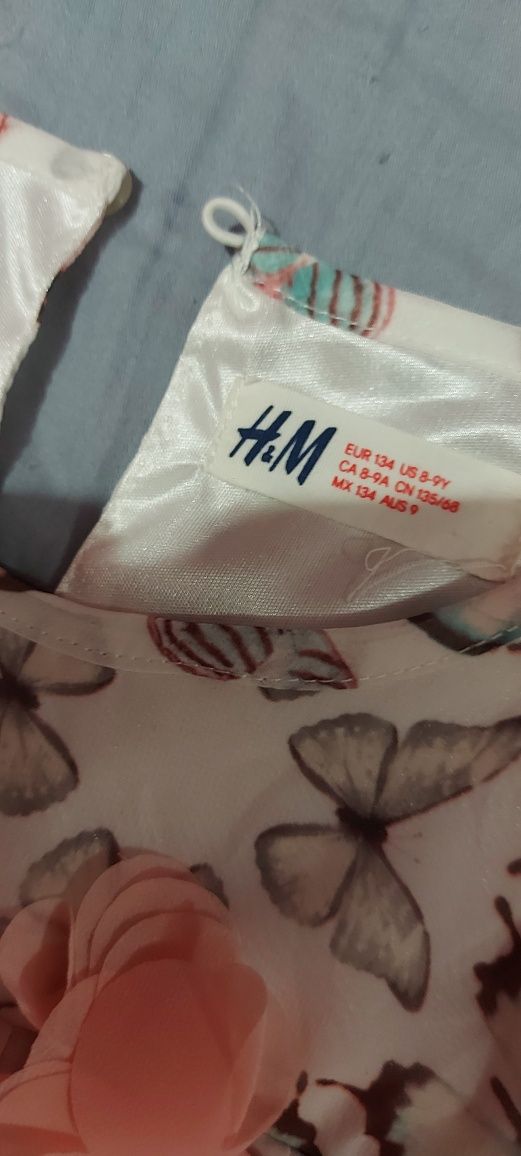 H&M
EUR 134 US 8-9Y
CA 8-9A CN 135/68
MX 134 AUS 9